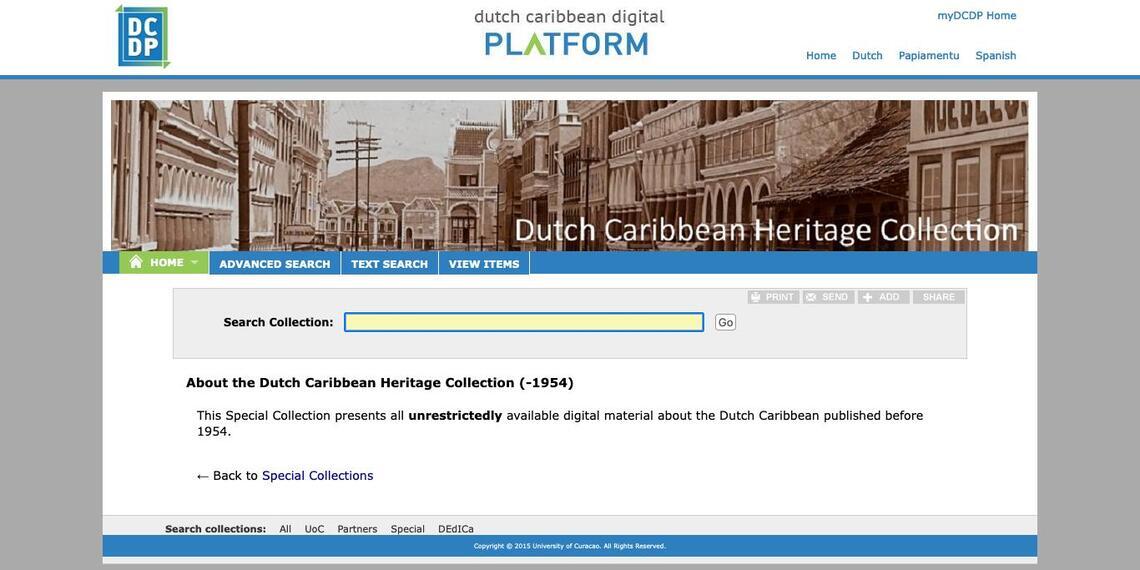 DC
DP
dutch caribbean digital
PLATFORM
myDCDP Home
Home Dutch Papiamentu Spanish
MUEBLES
Dutch Caribbean Heritage Collection
HOME ADVANCED SEARCH TEXT SEARCH VIEW ITEMS
PRINT SEND ADD SHARE
Search Collection: Go
About the Dutch Caribbean Heritage Collection (-1954)
This Special Collection presents all unrestrictedly available digital material about the Dutch Caribbean published before
1954.
← Back to Special Collections
Search collections: All UoC Partners Special DEdICa
Copyright © 2015 University of Curacao. All Rights Reserved.